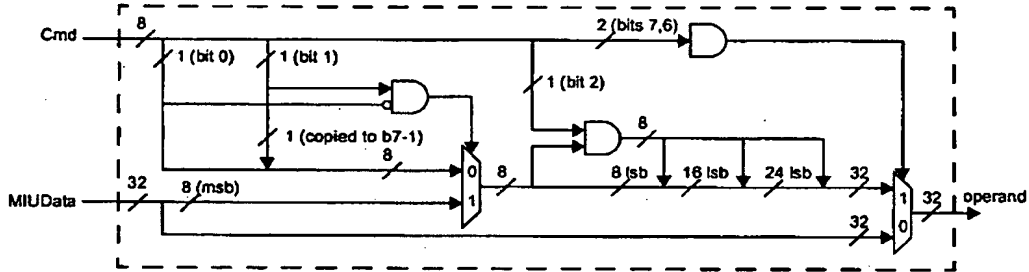 8
2 (bits 7,6)
Cmd
1 (bit 0)
1 (bit 1)
1 (bit 2)
1 (copied to b7-1)
8
8
0
8
8 lsb
16 lsb
24 lsb
32
32
8 (msb)
MIUData
1
1
32
operand
32
0